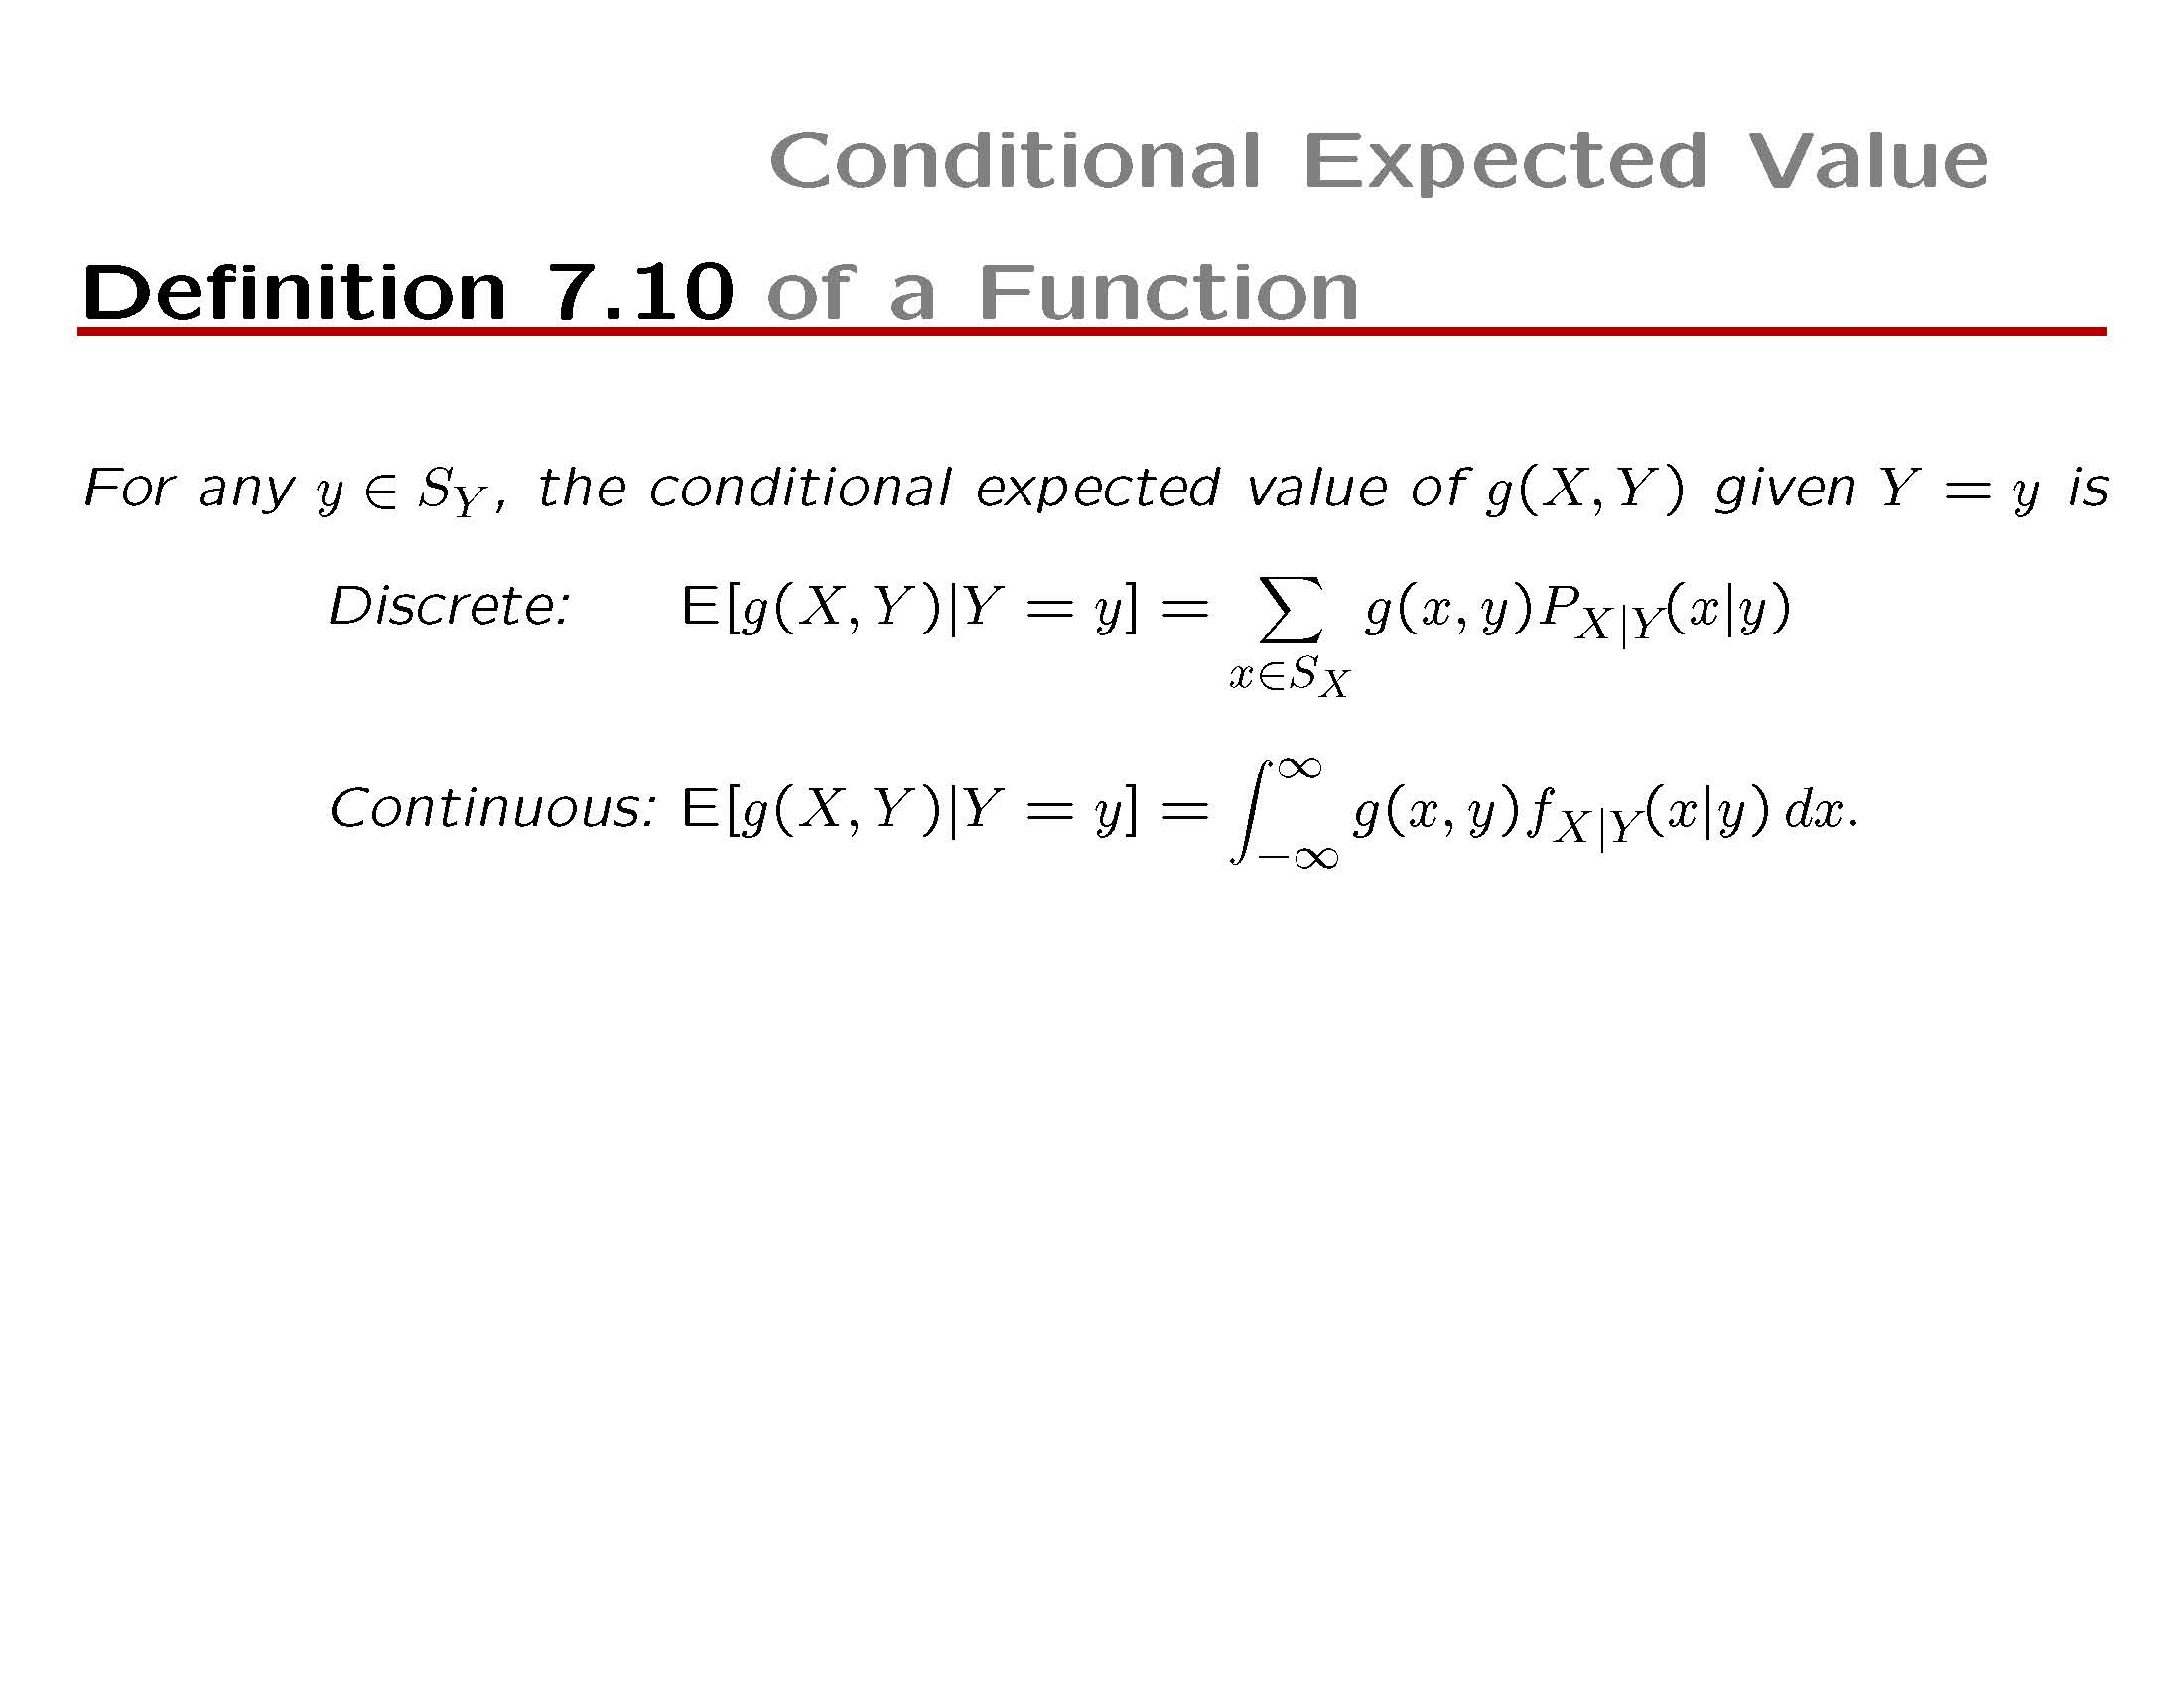 Conditional Expected Value
Definition 7.10 of a Function
For any y ∈ S_Y, the conditional expected value of g(X, Y) given Y = y is
Discrete: E[g(X, Y)|Y = y] = ∑_{x∈S_X} g(x, y)P_{X|Y}(x|y)
Continuous: E[g(X, Y)|Y = y] = ∫_{−∞}^{∞} g(x, y)f_{X|Y}(x|y) dx.